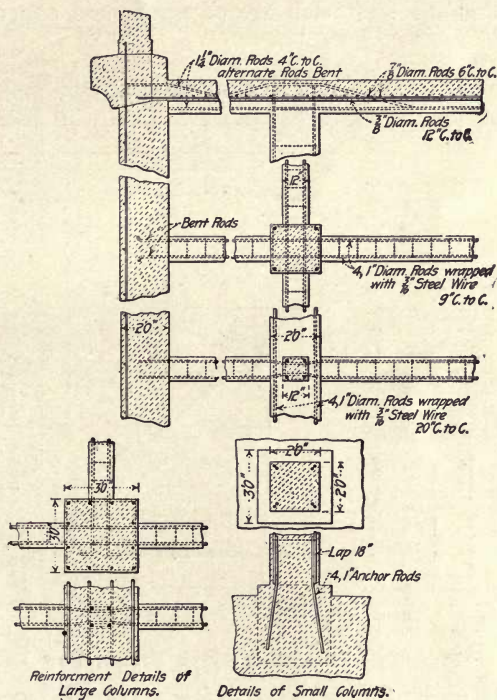 1¼" Diam. Rods 4"C. to C.
alternate Rods Bent
⅞" Diam. Rods 6"C. to C.
⅜" Diam. Rods
12"C. to C.
12"
Bent Rods
4, 1" Diam. Rods wrapped
with 3/16" Steel Wire
9"C. to C.
20"
20"
12"
4, 1" Diam. Rods wrapped
with 3/16" Steel Wire
20"C. to C.
30"
30"
20"
30"
20"
Lap 18"
4, 1" Anchor Rods
Reinforcment Details of
Large Columns.
Details of Small Columns.